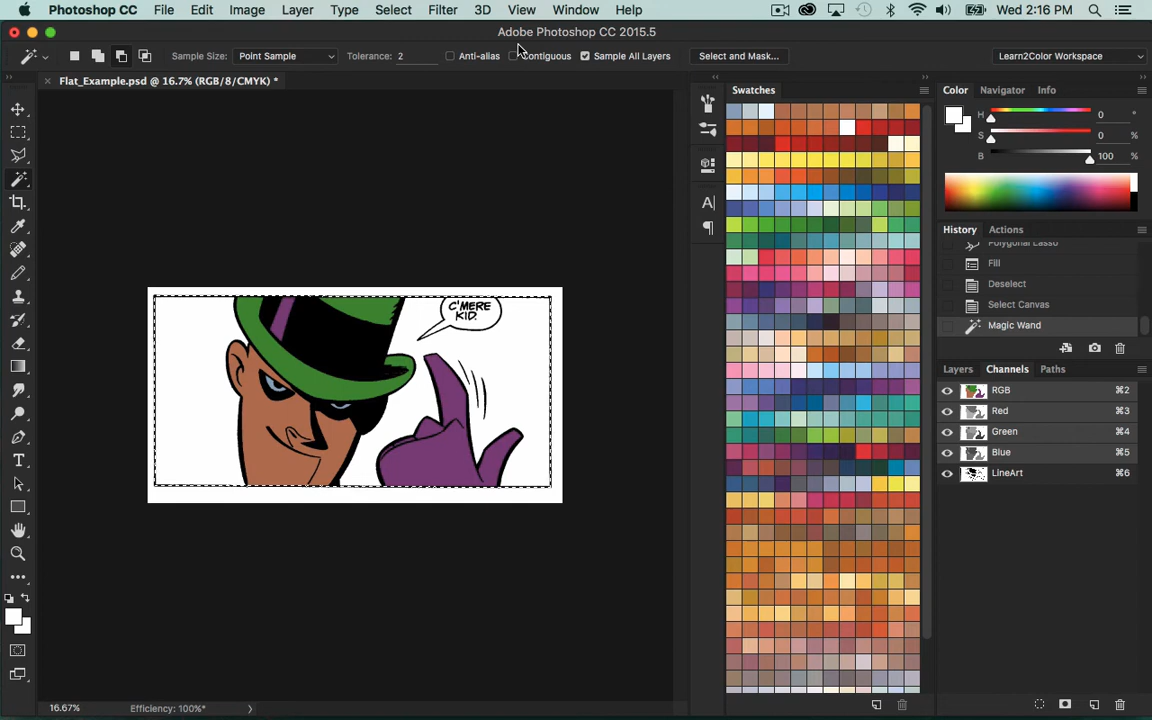 Photoshop CC File Edit Image Layer Type Select Filter 3D View Window Help Wed 2:16 PM
Adobe Photoshop CC 2015.5
Sample Size: Point Sample Tolerance: 2 Anti-alias Contiguous Sample All Layers Select and Mask... Learn2Color Workspace
Flat_Example.psd @ 16.7% (RGB/8/CMYK) *
Swatches
Color Navigator Info
H 0 °
S 0 %
B 100 %
History Actions
Polygonal Lasso
Fill
Deselect
Select Canvas
Magic Wand
Layers Channels Paths
RGB ⌘2
Red ⌘3
Green ⌘4
Blue ⌘5
LineArt ⌘6
C'MERE
KID.
16.67% Efficiency: 100%*